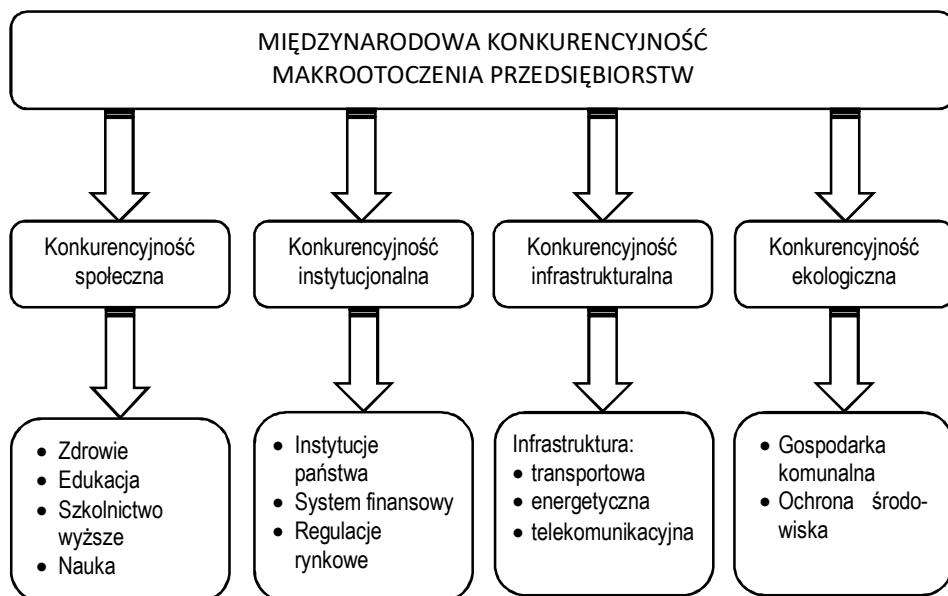 MIĘDZYNARODOWA KONKURENCYJNOŚĆ
MAKROOTOCZENIA PRZEDSIĘBIORSTW
Konkurencyjność
społeczna
Konkurencyjność
instytucjonalna
Konkurencyjność
infrastrukturalna
Konkurencyjność
ekologiczna
• Zdrowie
• Edukacja
• Szkolnictwo
wyższe
• Nauka
• Instytucje
państwa
• System finansowy
• Regulacje
rynkowe
Infrastruktura:
• transportowa
• energetyczna
• telekomunikacyjna
• Gospodarka
komunalna
• Ochrona środo-
wiska